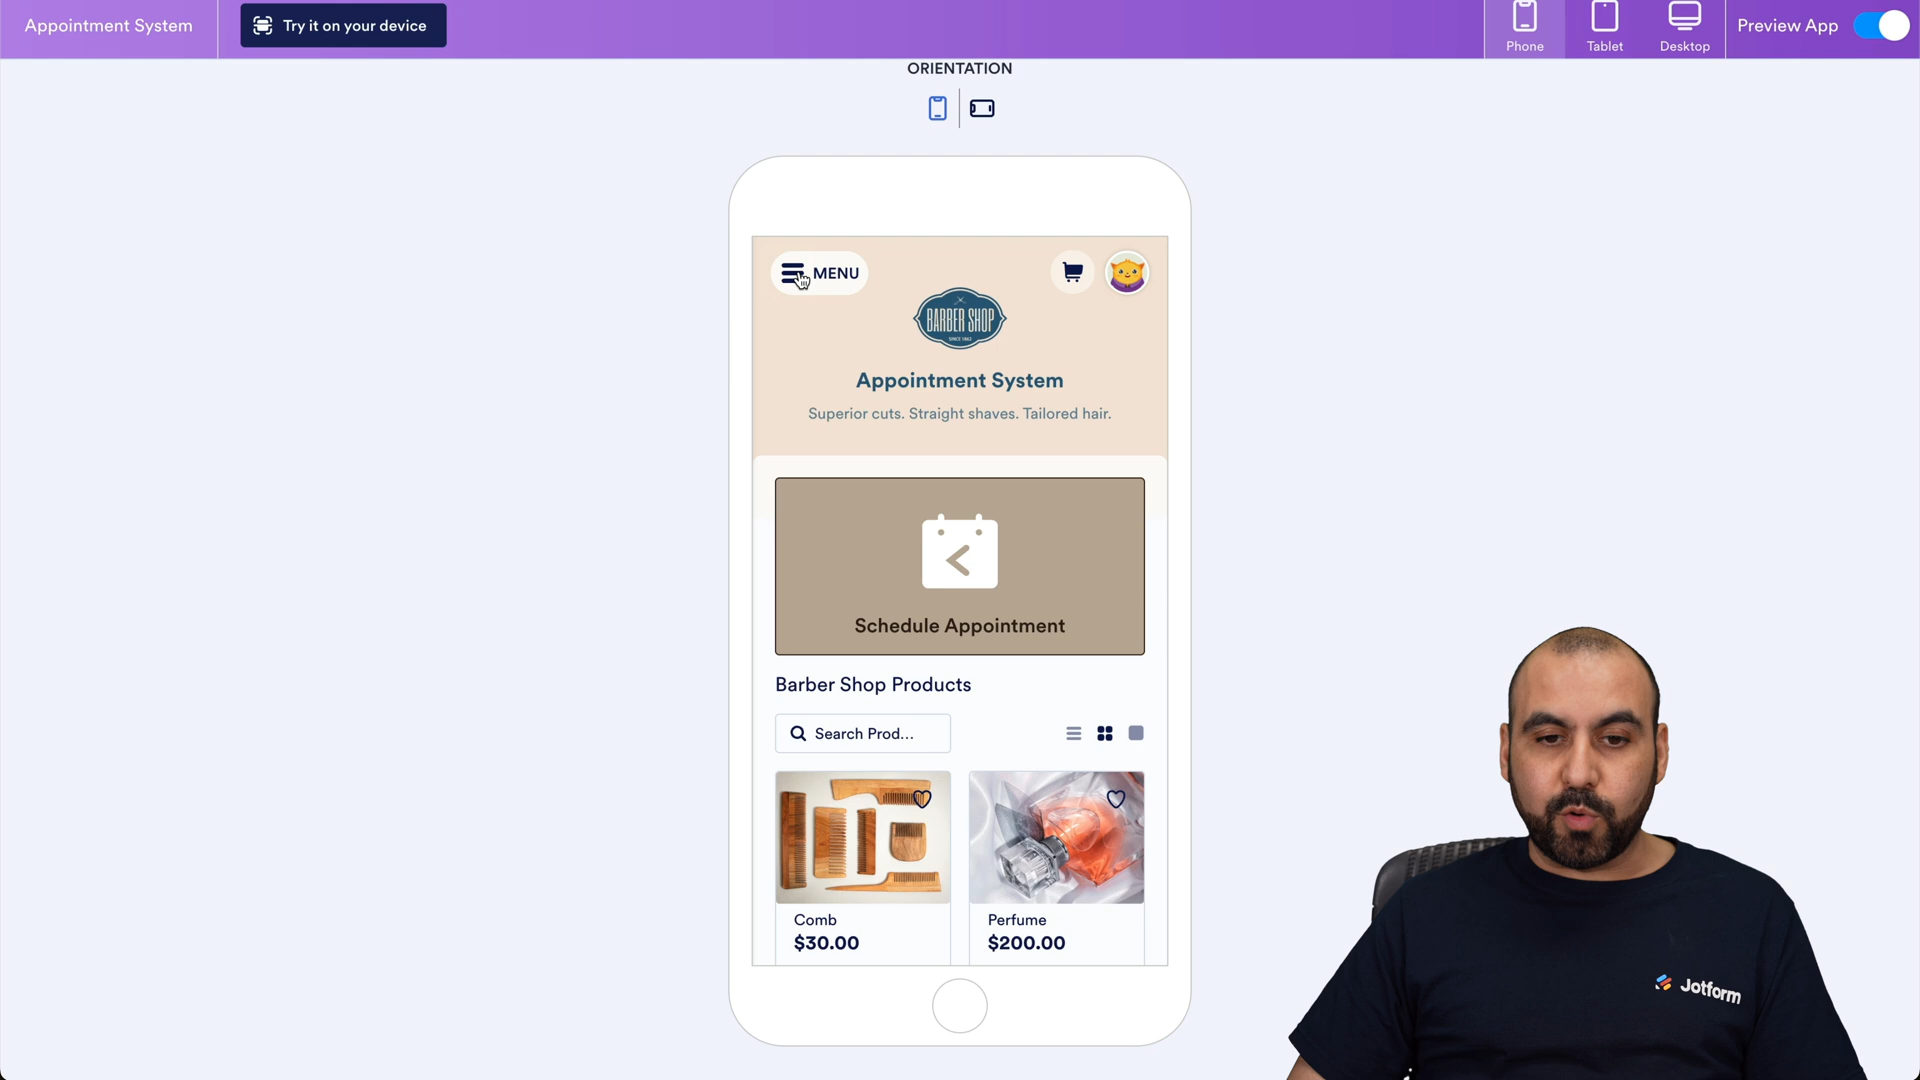 Appointment System
Try it on your device
Phone
Tablet
Desktop
Preview App
ORIENTATION
MENU
BARBER SHOP
SINCE 1862
Appointment System
Superior cuts. Straight shaves. Tailored hair.
Schedule Appointment
Barber Shop Products
Search Prod...
Comb
$30.00
Perfume
$200.00
Jotform